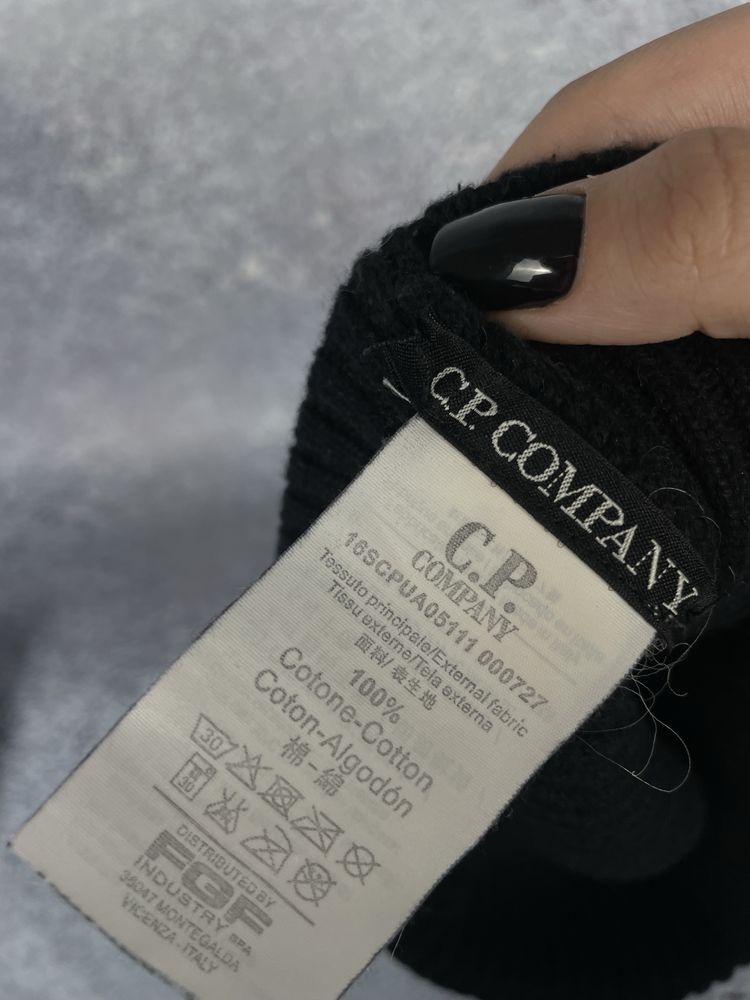 C.P. COMPANY
C.P.
COMPANY
16SCPUA05111 000727
Tessuto principale/External fabric
Tissu externe/Tela externa
面料/表生地
100%
Cotone-Cotton
Coton-Algodón
棉-綿
30
30
DISTRIBUTED BY
FGF
INDUSTRY SPA
36047 MONTEGALDA
VICENZA - ITALY